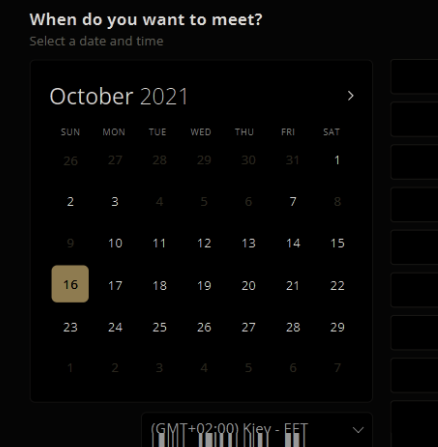 When do you want to meet?
Select a date and time
October 2021
SUN MON TUE WED THU FRI SAT
26 27 28 29 30 31 1
2 3 4 5 6 7 8
9 10 11 12 13 14 15
16 17 18 19 20 21 22
23 24 25 26 27 28 29
1 2 3 4 5 6 7
(GMT+02:00) Kiev - EET